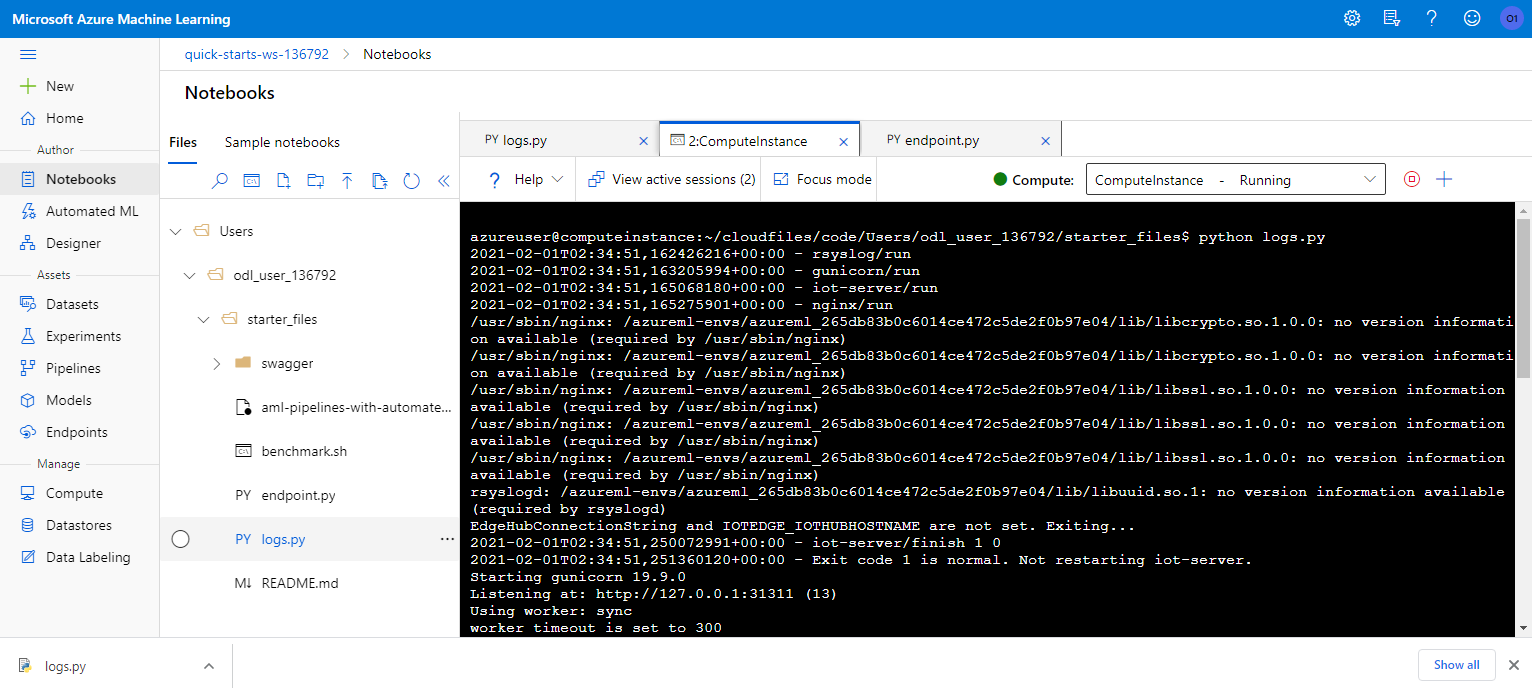 Microsoft Azure Machine Learning
O1
quick-starts-ws-136792 > Notebooks
New
Home
Author
Notebooks
Automated ML
Designer
Assets
Datasets
Experiments
Pipelines
Models
Endpoints
Manage
Compute
Datastores
Data Labeling
Notebooks
Files
Sample notebooks
Users
odl_user_136792
starter_files
swagger
aml-pipelines-with-automate...
benchmark.sh
PY endpoint.py
PY logs.py ...
M↓ README.md
PY logs.py
2:ComputeInstance
PY endpoint.py
? Help
View active sessions (2)
Focus mode
Compute:
ComputeInstance - Running
azureuser@computeinstance:~/cloudfiles/code/Users/odl_user_136792/starter_files$ python logs.py
2021-02-01T02:34:51,162426216+00:00 - rsyslog/run
2021-02-01T02:34:51,163205994+00:00 - gunicorn/run
2021-02-01T02:34:51,165068180+00:00 - iot-server/run
2021-02-01T02:34:51,165275901+00:00 - nginx/run
/usr/sbin/nginx: /azureml-envs/azureml_265db83b0c6014ce472c5de2f0b97e04/lib/libcrypto.so.1.0.0: no version informati
on available (required by /usr/sbin/nginx)
/usr/sbin/nginx: /azureml-envs/azureml_265db83b0c6014ce472c5de2f0b97e04/lib/libcrypto.so.1.0.0: no version informati
on available (required by /usr/sbin/nginx)
/usr/sbin/nginx: /azureml-envs/azureml_265db83b0c6014ce472c5de2f0b97e04/lib/libssl.so.1.0.0: no version information
available (required by /usr/sbin/nginx)
/usr/sbin/nginx: /azureml-envs/azureml_265db83b0c6014ce472c5de2f0b97e04/lib/libssl.so.1.0.0: no version information
available (required by /usr/sbin/nginx)
/usr/sbin/nginx: /azureml-envs/azureml_265db83b0c6014ce472c5de2f0b97e04/lib/libssl.so.1.0.0: no version information
available (required by /usr/sbin/nginx)
rsyslogd: /azureml-envs/azureml_265db83b0c6014ce472c5de2f0b97e04/lib/libuuid.so.1: no version information available
(required by rsyslogd)
EdgeHubConnectionString and IOTEDGE_IOTHUBHOSTNAME are not set. Exiting...
2021-02-01T02:34:51,250072991+00:00 - iot-server/finish 1 0
2021-02-01T02:34:51,251360120+00:00 - Exit code 1 is normal. Not restarting iot-server.
Starting gunicorn 19.9.0
Listening at: http://127.0.0.1:31311 (13)
Using worker: sync
worker timeout is set to 300
logs.py
Show all